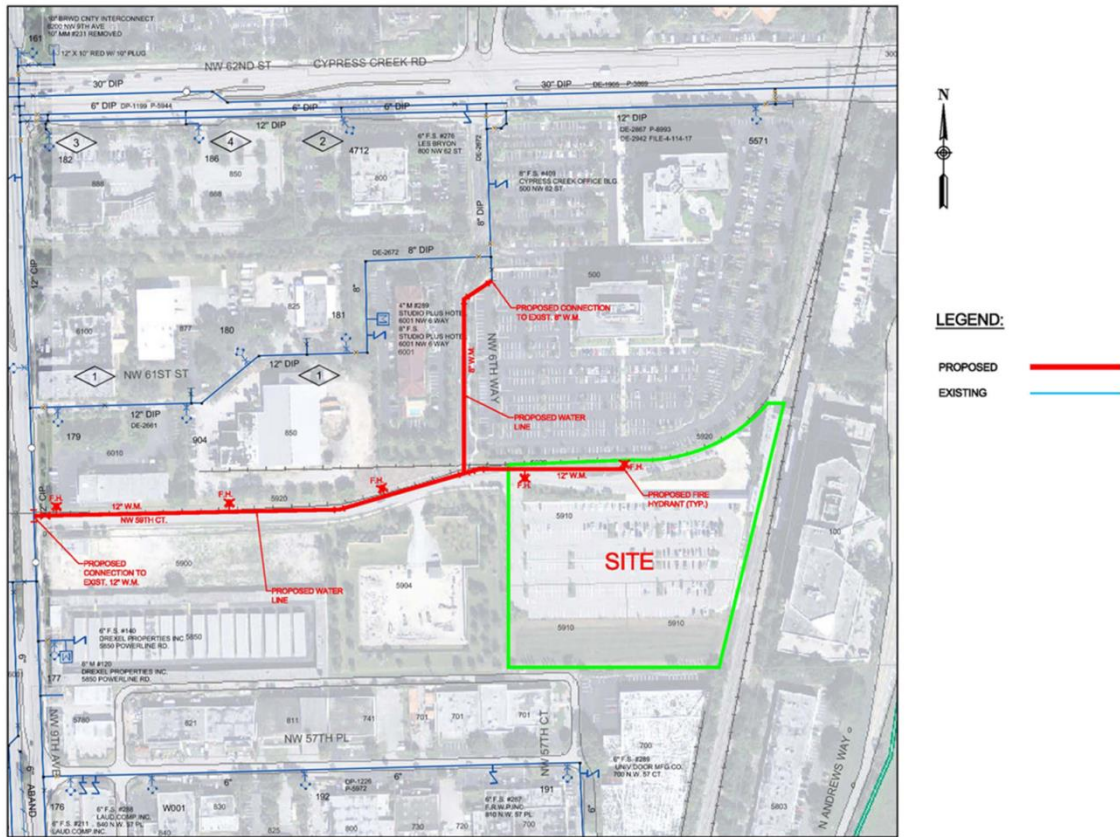 16" BRWD CNTY INTERCONNECT
6200 NW 9TH AVE
10" MM #231 REMOVED
161
12" X 10" RED W/ 10" PLUG
NW 62ND ST
CYPRESS CREEK RD
30" DIP
30" DIP
DE-1905 P-3869
6" DIP
DP-1189 P-5944
6" DIP
6" DIP
12" DIP
12" DIP
DE-2867 P-8993
DE-2942 FILE-4-114-17
3
4
2
182
186
4712
5571
6" F.S. #276
LES BRYON
800 NW 62 ST.
DE-2672
8" F.S. #409
CYPRESS CREEK OFFICE BLG.
500 NW 62 ST.
888
850
868
800
8" DIP
12" CIP
DE-2672
8" DIP
8"
500
825
4" M #289
STUDIO PLUS HOTE
6001 NW 6 WAY
8" F.S.
STUDIO PLUS HOTE
6001 NW 6 WAY
6001
PROPOSED CONNECTION
TO EXIST. 8" W.M.
6100
877
180
181
NW 6TH WAY
8" W.M.
12" DIP
1
NW 61ST ST
1
12" DIP
DE-2661
179
904
850
6010
PROPOSED WATER
LINE
5920
F.H.
12" W.M.
F.H.
PROPOSED FIRE
HYDRANT (TYP.)
F.H.
F.H.
F.H.
12" W.M.
5920
NW 59TH CT.
5910
SITE
100
PROPOSED
CONNECTION TO
EXIST. 12" W.M.
5900
PROPOSED WATER
LINE
5904
5910
5910
6" F.S. #140
DREXEL PROPERTIES INC.
5850 POWERLINE RD.
5850
8" M #120
DREXEL PROPERTIES INC.
5850 POWERLINE RD.
177
5780
821
811
741
701
701
701
NW 57TH PL
NW 57TH CT.
NW 9TH AVE
700
6" F.S. #285
UNIV.DOOR MFG.CO.
700 N.W. 57 CT.
N ANDREWS WAY
6"
6"
DP-1226
P-5972
6" ABAND
176
W001
192
191
6" F.S. #211
LAUD.COMP.INC.
6" F.S. #288
LAUD.COMP.INC.
840 N.W. 57 PL
6" F.S. #287
F.R.W.P.INC
810 N.W. 57 PL
840
830
825
800
730
720
700
5803
N
LEGEND:
PROPOSED
EXISTING